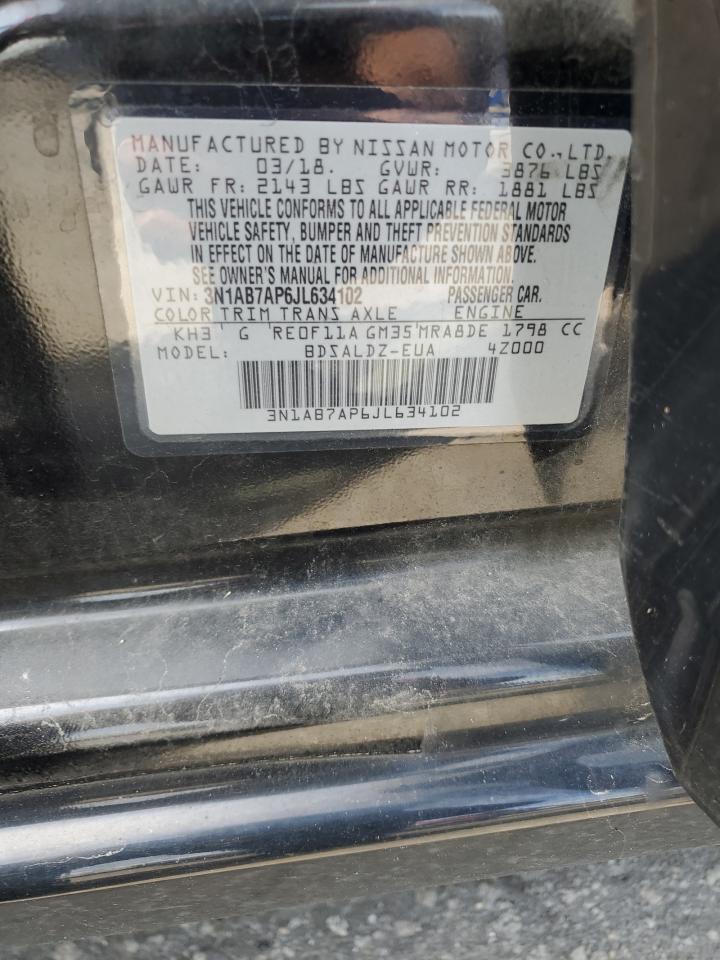 MANUFACTURED BY NISSAN MOTOR CO., LTD.
DATE: 03/18. GVWR: 3876 LBS
GAWR FR: 2143 LBS GAWR RR: 1881 LBS
THIS VEHICLE CONFORMS TO ALL APPLICABLE FEDERAL MOTOR
VEHICLE SAFETY, BUMPER AND THEFT PREVENTION STANDARDS
IN EFFECT ON THE DATE OF MANUFACTURE SHOWN ABOVE.
SEE OWNER'S MANUAL FOR ADDITIONAL INFORMATION.
VIN: 3N1AB7AP6JL634102 PASSENGER CAR.
COLOR TRIM TRANS AXLE ENGINE
KH3 G RE0F11A GM35 MRA8DE 1798 CC
MODEL: BDSALDZ-EUA 4Z000
3N1AB7AP6JL634102